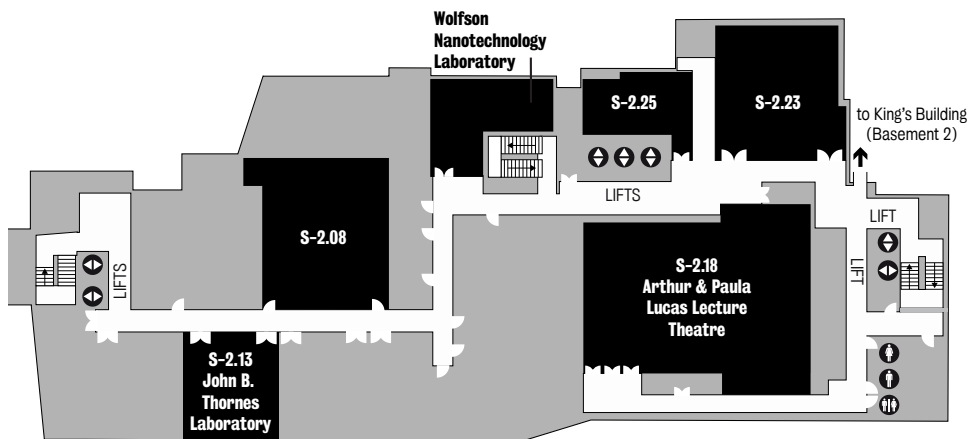 Wolfson
Nanotechnology
Laboratory
S-2.25
S-2.23
to King's Building
(Basement 2)
LIFTS
LIFT
S-2.08
LIFTS
LIFT
S-2.18
Arthur & Paula
Lucas Lecture
Theatre
S-2.13
John B.
Thornes
Laboratory